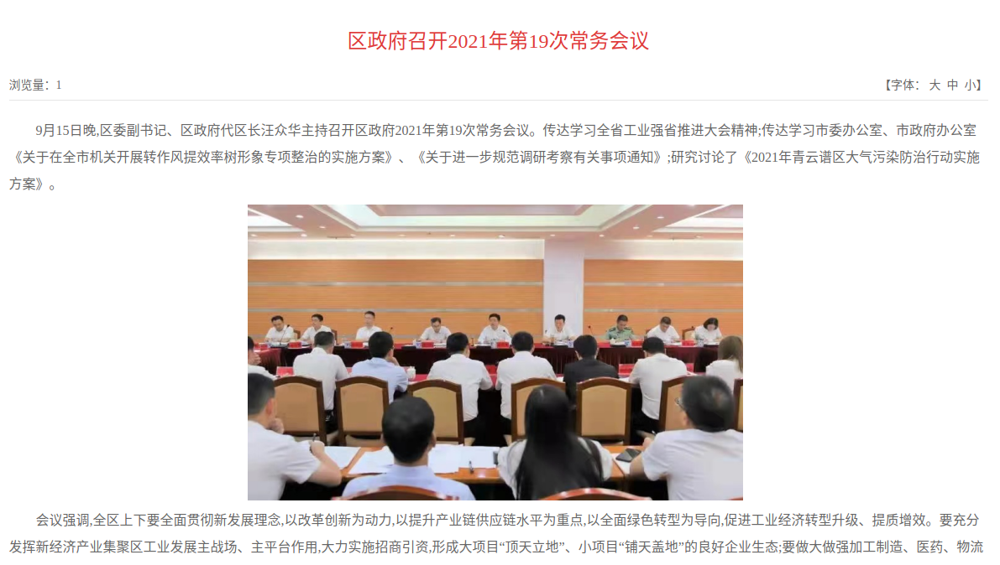 区政府召开2021年第19次常务会议
浏览量：1
【字体： 大 中 小】
9月15日晚,区委副书记、区政府代区长汪众华主持召开区政府2021年第19次常务会议。传达学习全省工业强省推进大会精神;传达学习市委办公室、市政府办公室
《关于在全市机关开展转作风提效率树形象专项整治的实施方案》、《关于进一步规范调研考察有关事项通知》;研究讨论了《2021年青云谱区大气污染防治行动实施
方案》。
会议强调,全区上下要全面贯彻新发展理念,以改革创新为动力,以提升产业链供应链水平为重点,以全面绿色转型为导向,促进工业经济转型升级、提质增效。要充分
发挥新经济产业集聚区工业发展主战场、主平台作用,大力实施招商引资,形成大项目“顶天立地”、小项目“铺天盖地”的良好企业生态;要做大做强加工制造、医药、物流